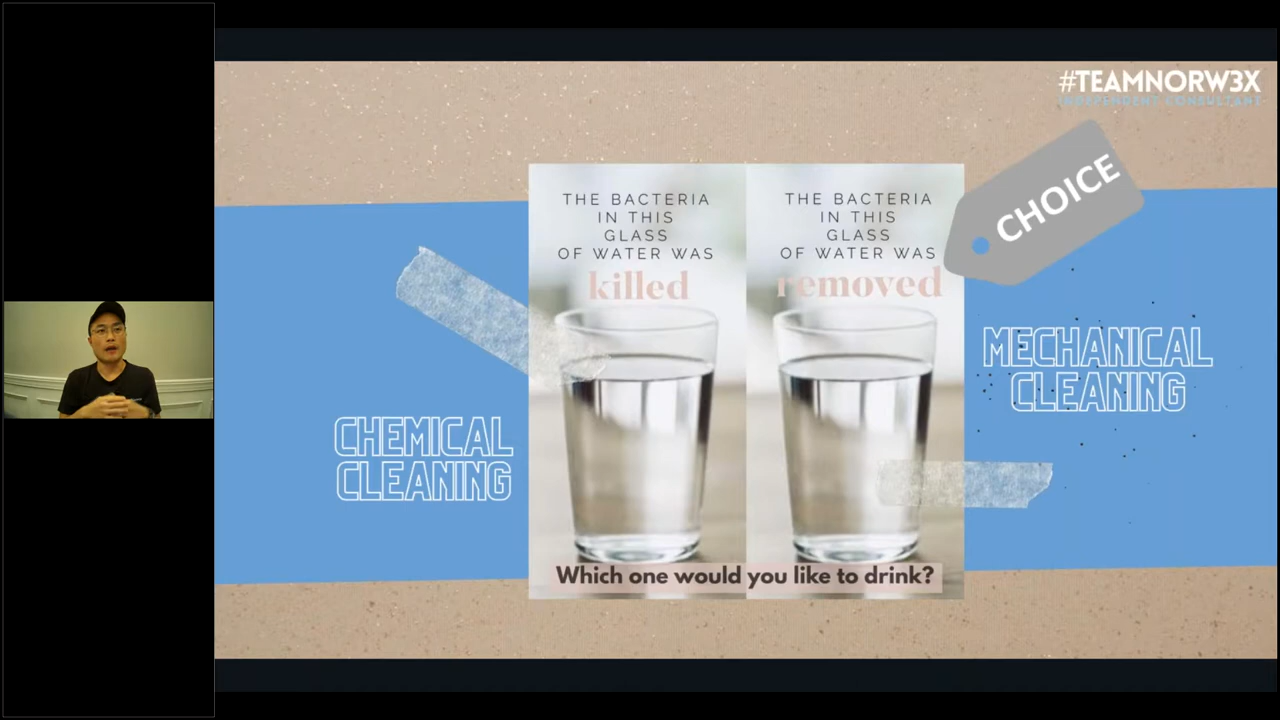 #TEAMNORW3X
INDEPENDENT CONSULTANT
CHOICE
THE BACTERIA
IN THIS
GLASS
OF WATER WAS
killed
THE BACTERIA
IN THIS
GLASS
OF WATER WAS
removed
MECHANICAL
CLEANING
CHEMICAL
CLEANING
Which one would you like to drink?